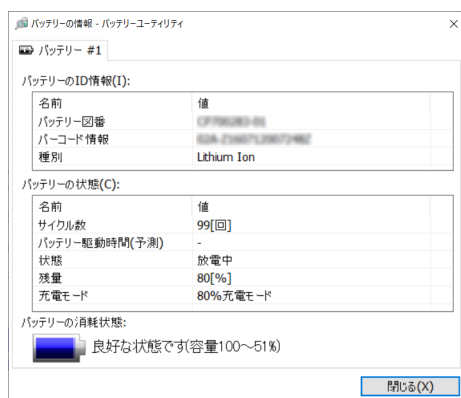 バッテリーの情報 - バッテリーユーティリティ
バッテリー #1
バッテリーのID情報(I):
名前 値
バッテリー図番
バーコード情報
種別 Lithium Ion
バッテリーの状態(C):
名前 値
サイクル数 99[回]
バッテリー駆動時間(予測) -
状態 放電中
残量 80[%]
充電モード 80%充電モード
バッテリーの消耗状態:
良好な状態です(容量100～51%)
閉じる(X)